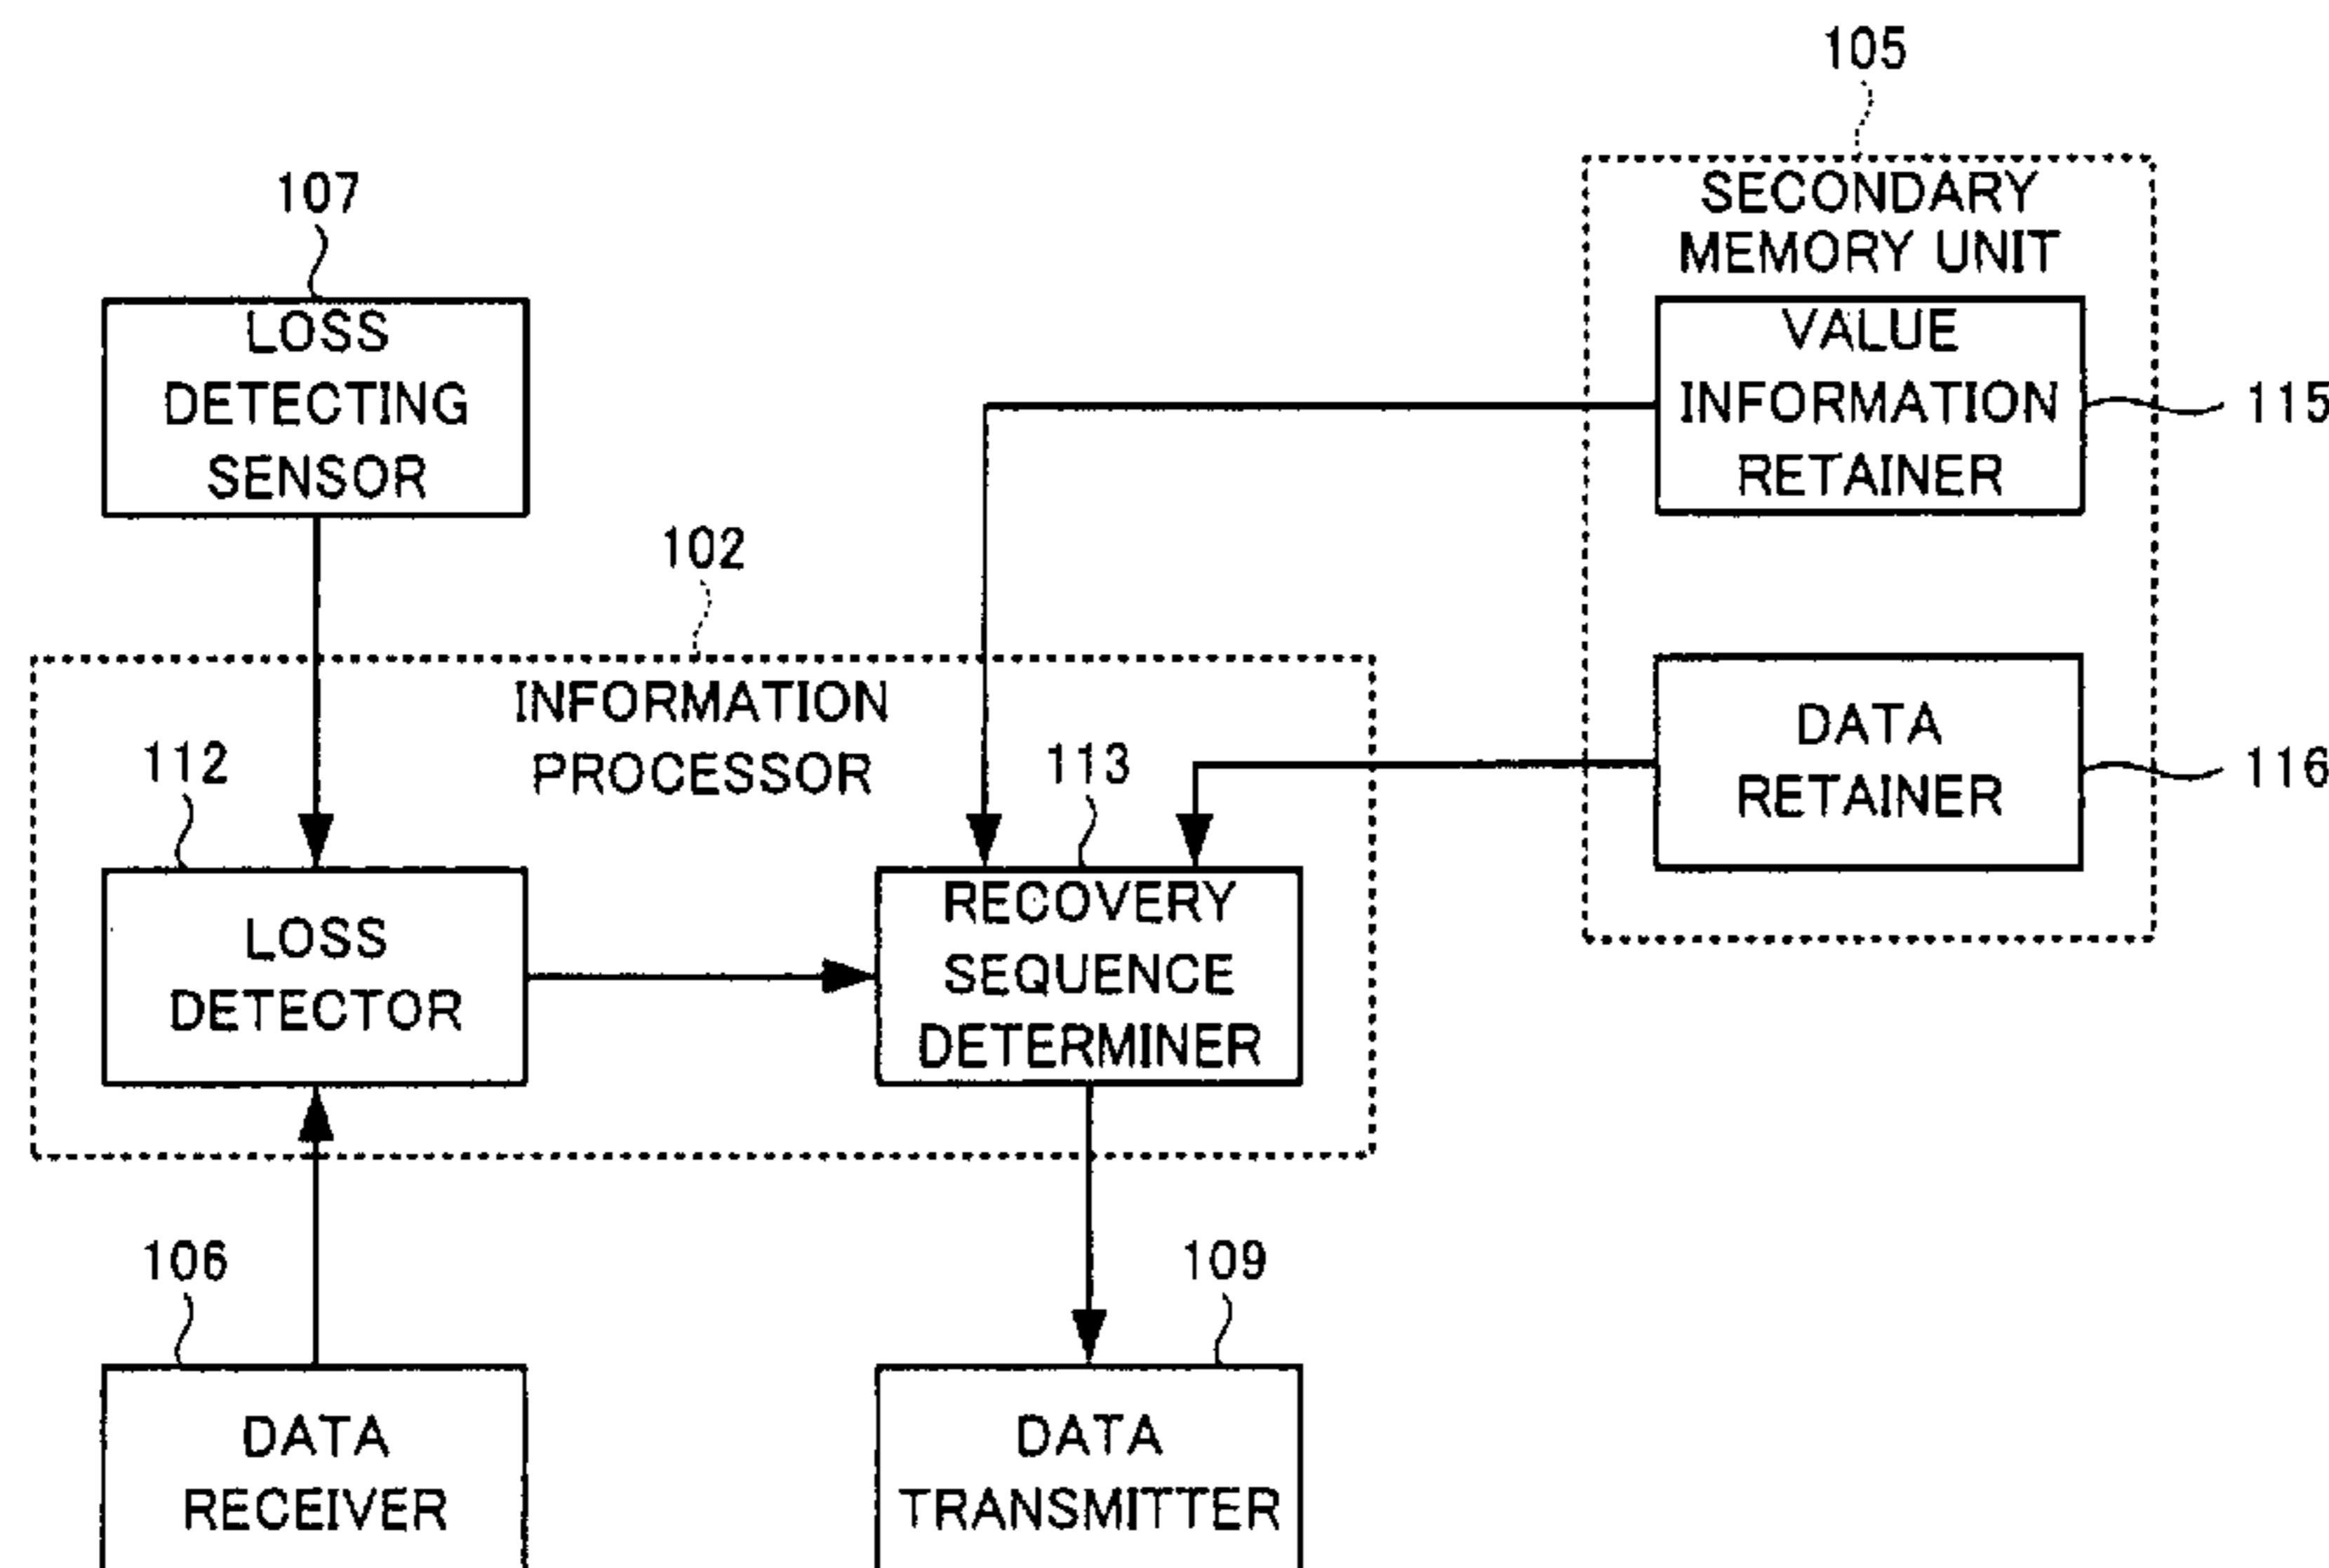 105
107
SECONDARY
MEMORY UNIT
LOSS
DETECTING
SENSOR
VALUE
INFORMATION
RETAINER
115
102
INFORMATION
PROCESSOR
112
113
DATA
RETAINER
116
LOSS
DETECTOR
RECOVERY
SEQUENCE
DETERMINER
106
109
DATA
RECEIVER
DATA
TRANSMITTER